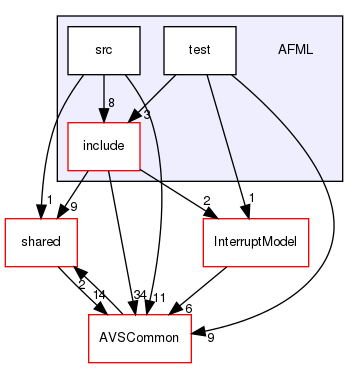 src
test
AFML
8
3
include
1
9
2
1
shared
InterruptModel
2
14
34
11
6
AVSCommon
9